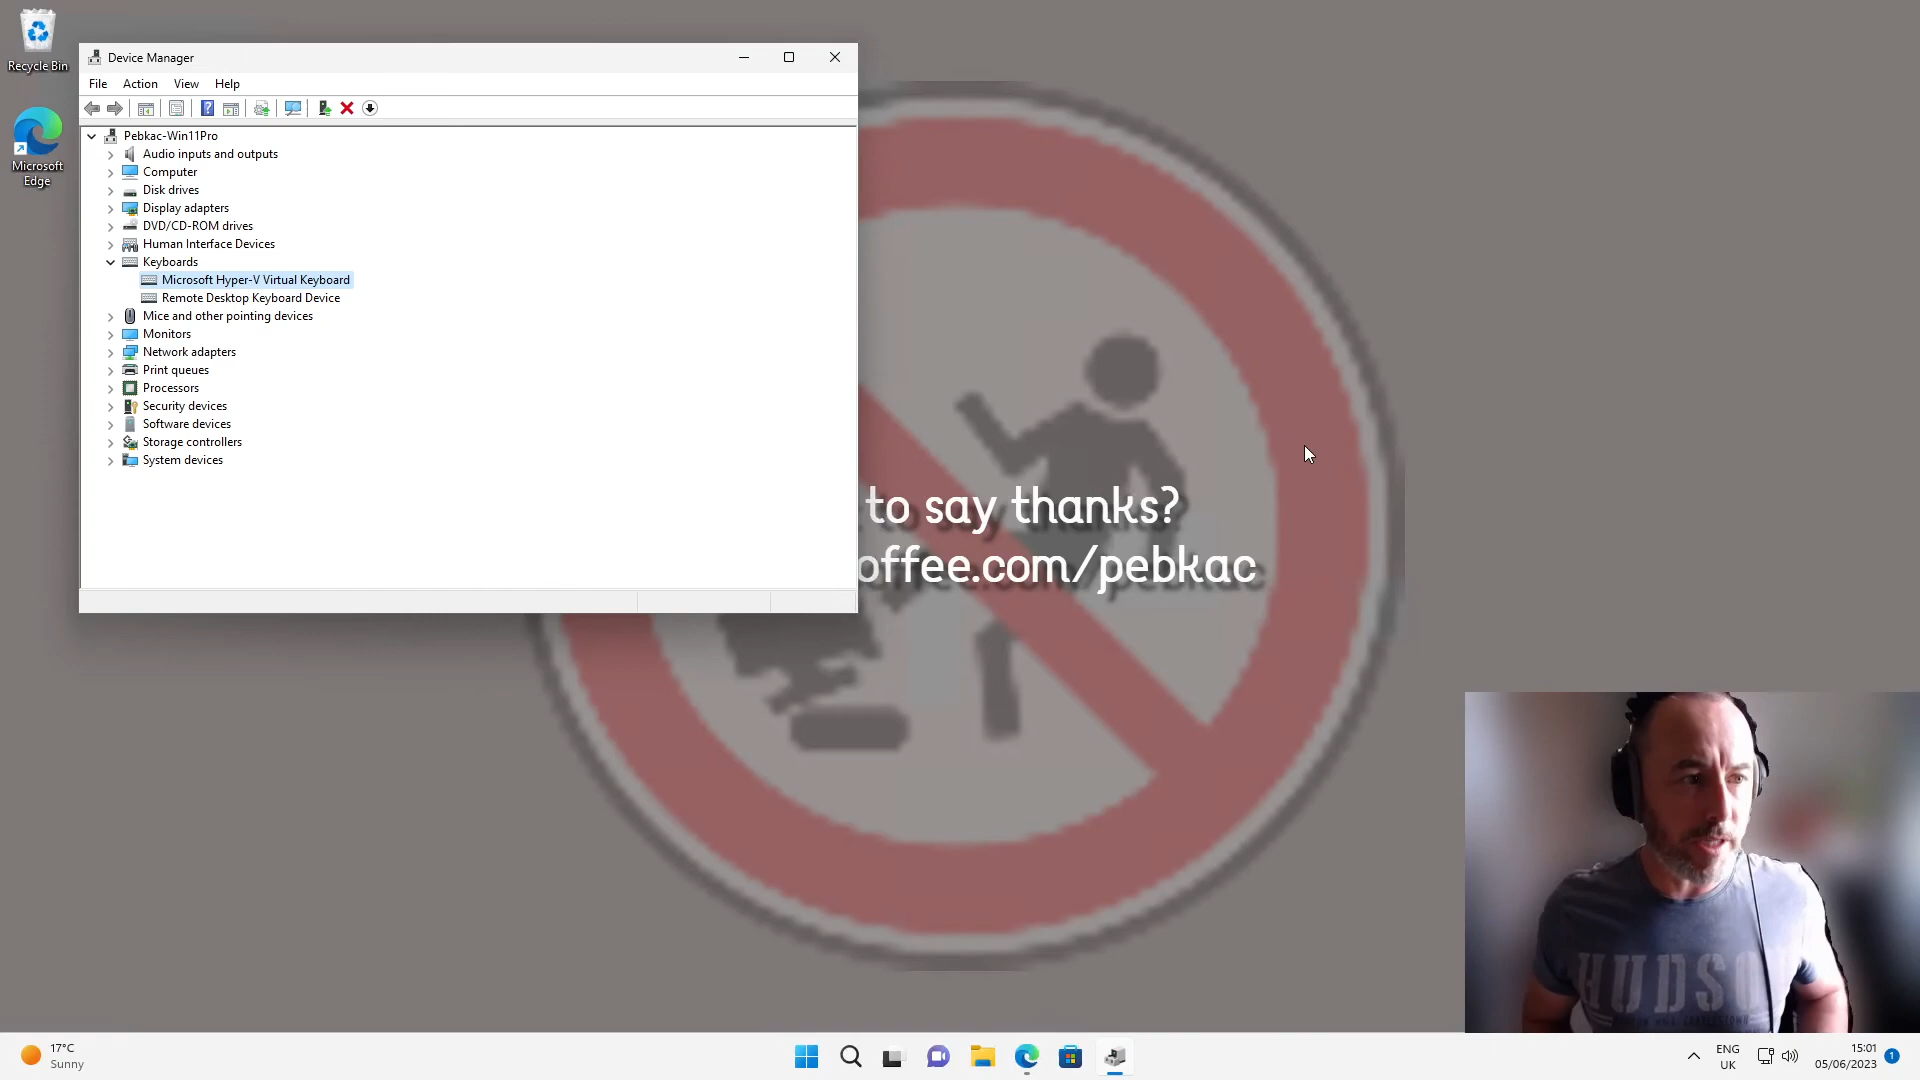 Recycle Bin
Microsoft
Edge
Device Manager
File Action View Help
Pebkac-Win11Pro
Audio inputs and outputs
Computer
Disk drives
Display adapters
DVD/CD-ROM drives
Human Interface Devices
Keyboards
Microsoft Hyper-V Virtual Keyboard
Remote Desktop Keyboard Device
Mice and other pointing devices
Monitors
Network adapters
Print queues
Processors
Security devices
Software devices
Storage controllers
System devices
to say thanks?
offee.com/pebkac
HUDSO
17°C
Sunny
ENG
UK
15:01
05/06/2023
1